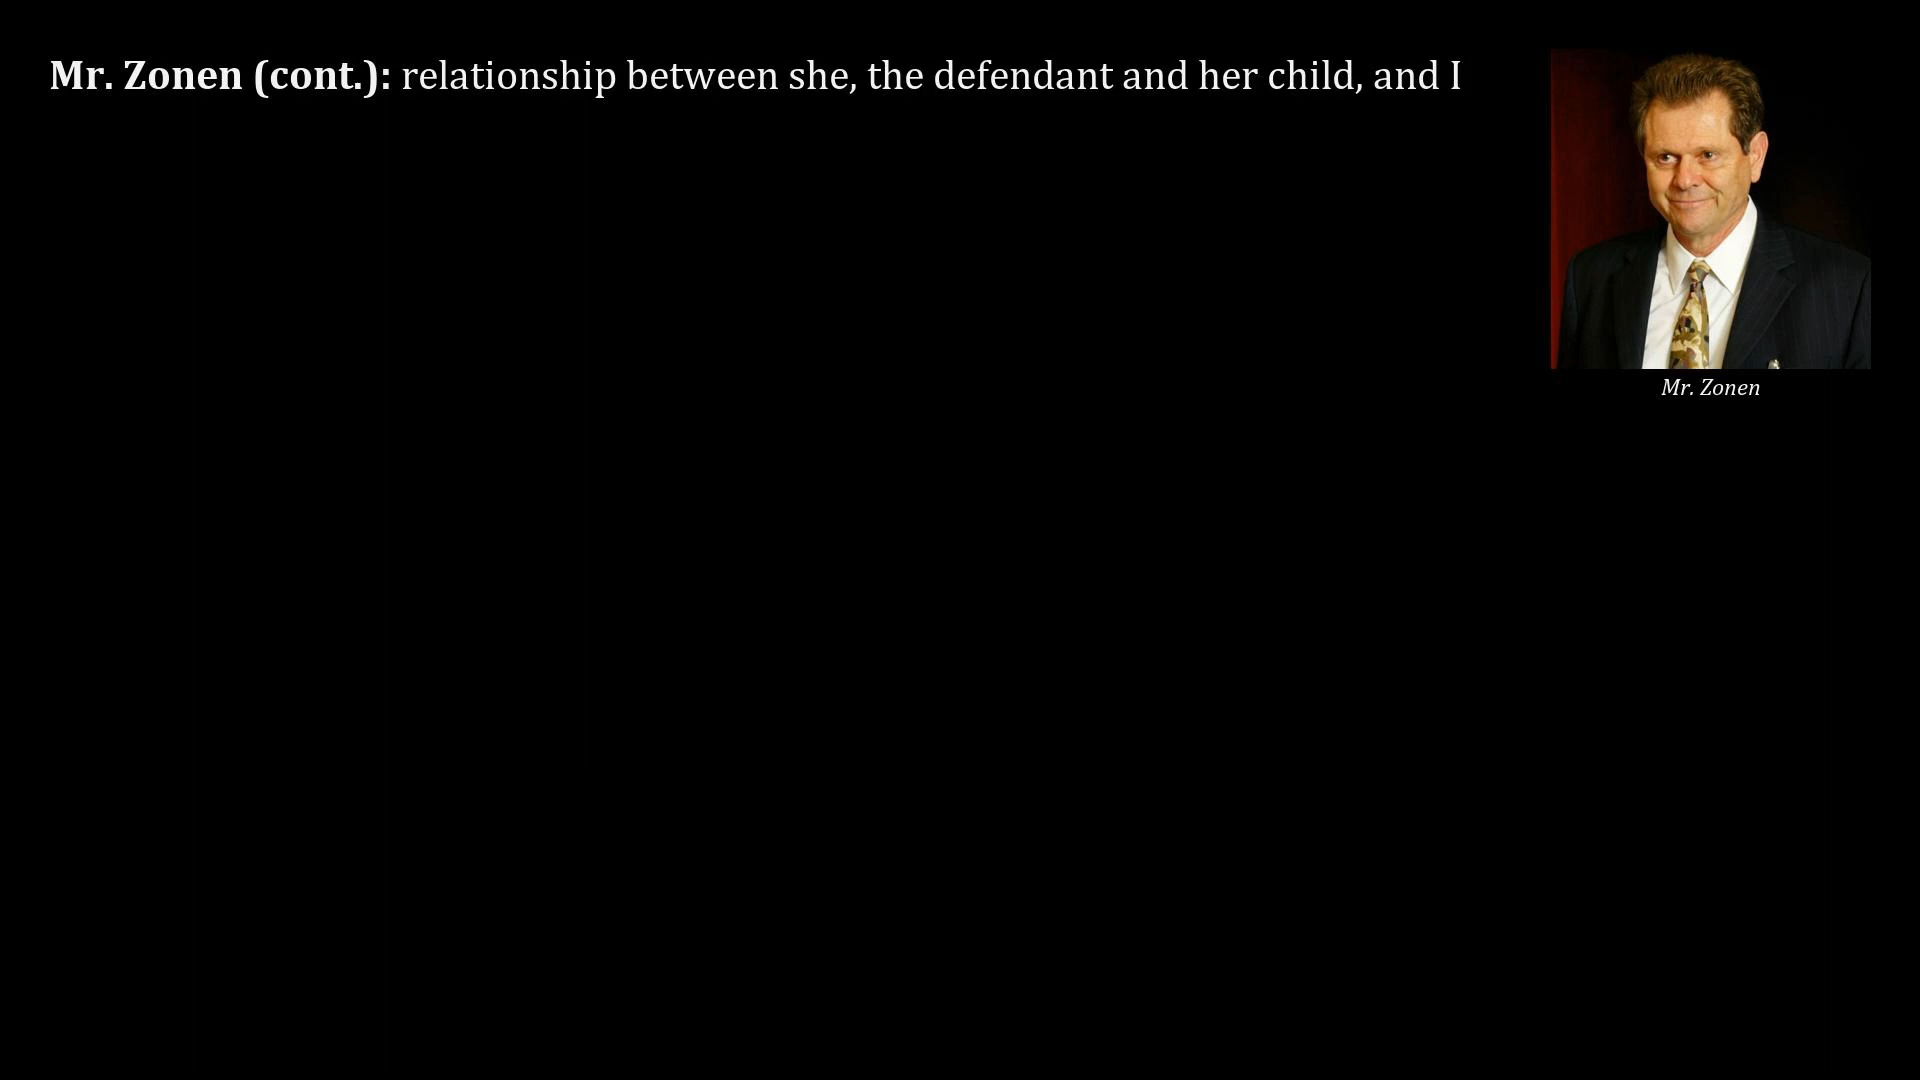 Mr. Zonen (cont.): relationship between she, the defendant and her child, and I
Mr. Zonen